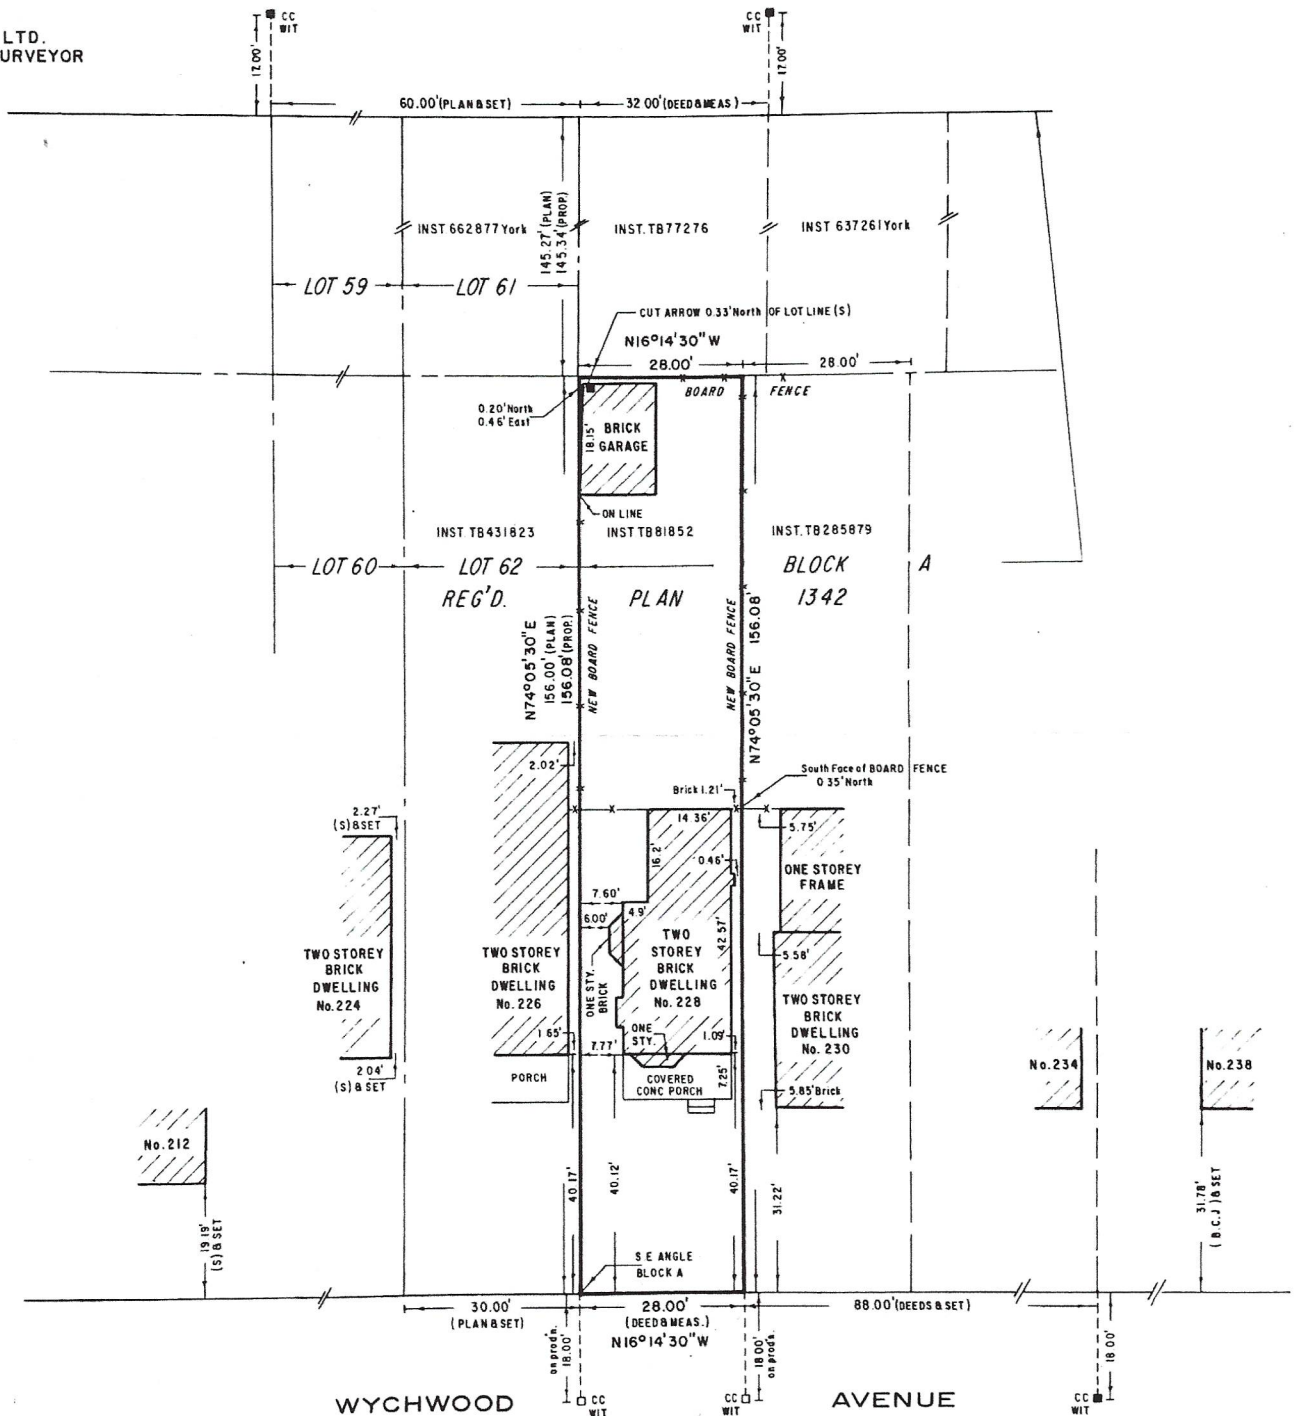 LTD.
URVEYOR
CC
WIT
CC
WIT
17.00'
17.00'
60.00'(PLAN&SET)
32.00'(DEED&MEAS.)
145.27'(PLAN)
145.34'(PROP.)
INST 662877 York
INST. TB77276
INST 637261 York
LOT 59
LOT 61
CUT ARROW 0.33' North OF LOT LINE (S)
N16°14'30"W
28.00'
28.00'
BOARD
FENCE
0.20' North
0.46' East
18.15'
BRICK
GARAGE
ON LINE
INST. TB431823
INST TB81852
INST. TB285879
LOT 60
LOT 62
BLOCK
A
REG'D.
PLAN
1342
N74°05'30"E
156.00'(PLAN)
156.08'(PROP.)
NEW BOARD FENCE
NEW BOARD FENCE
N74°05'30"E 156.08'
2.02'
South Face of BOARD FENCE
0.35' North
Brick 1.21'
2.27'
(S) & SET
14.36'
5.75'
16.2'
0.46'
ONE STOREY
FRAME
7.60'
4.9'
6.00'
42.57'
TWO STOREY
BRICK
DWELLING
No. 224
TWO STOREY
BRICK
DWELLING
No. 226
ONE STY.
BRICK
TWO
STOREY
BRICK
DWELLING
No. 228
5.58'
TWO STOREY
BRICK
DWELLING
No. 230
1.65'
7.77'
ONE
STY.
1.09'
2.04'
(S) & SET
PORCH
COVERED
CONC PORCH
7.25'
5.85' Brick
No. 234
No. 238
No. 212
40.17'
40.12'
40.17'
31.22'
31.78'
(B.C.J) & SET
19.19'
(S) & SET
S E ANGLE
BLOCK A
30.00'
(PLAN & SET)
28.00'
(DEED & MEAS.)
N16°14'30"W
88.00'(DEEDS & SET)
on prod'n.
18.00'
18.00'
on prod'n.
18.00'
WYCHWOOD
CC
WIT
CC
WIT
AVENUE
CC
WIT